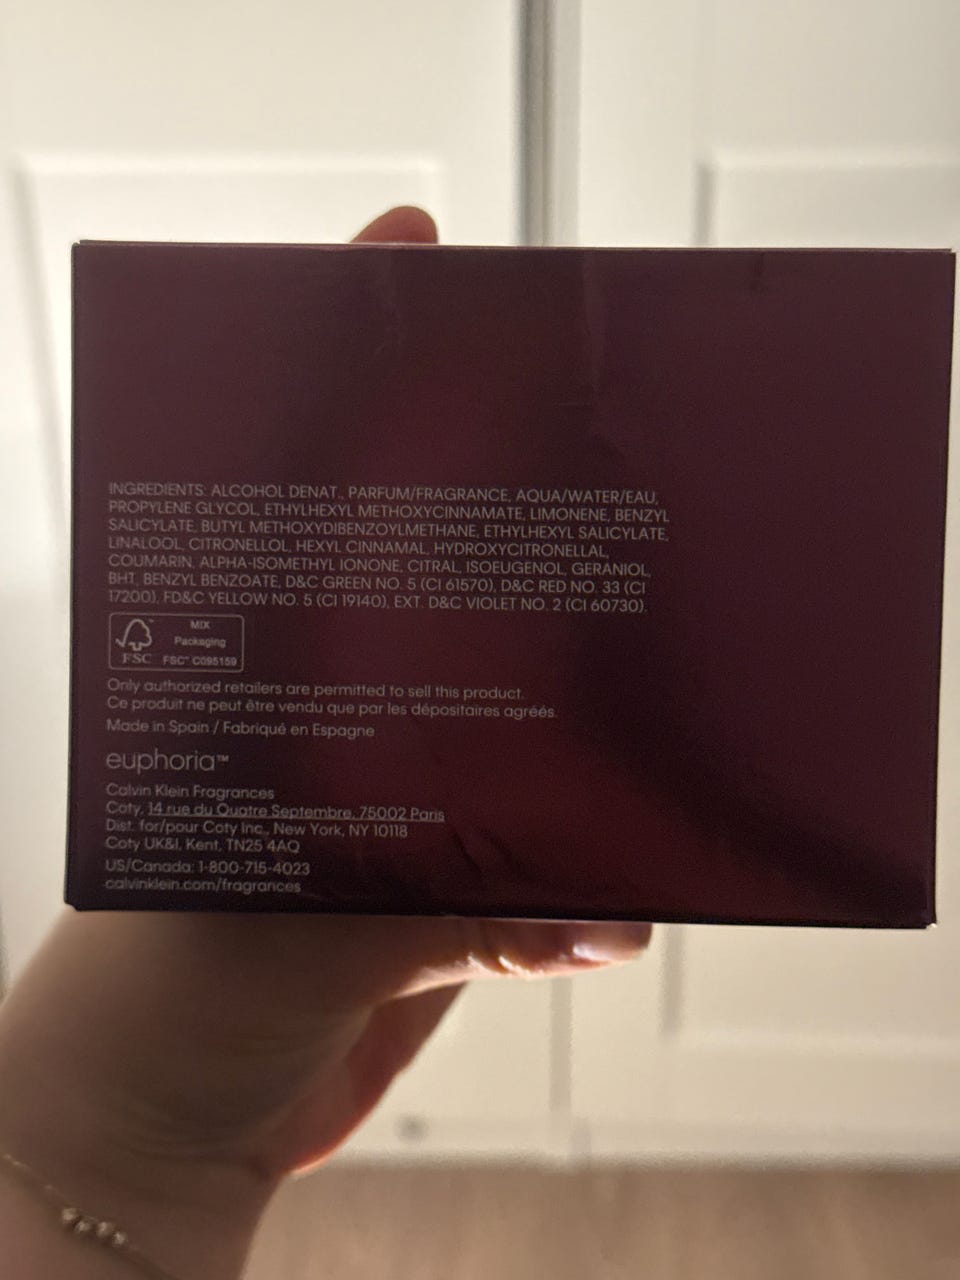 INGREDIENTS: ALCOHOL DENAT., PARFUM/FRAGRANCE, AQUA/WATER/EAU,
PROPYLENE GLYCOL, ETHYLHEXYL METHOXYCINNAMATE, LIMONENE, BENZYL
SALICYLATE, BUTYL METHOXYDIBENZOYLMETHANE, ETHYLHEXYL SALICYLATE,
LINALOOL, CITRONELLOL, HEXYL CINNAMAL, HYDROXYCITRONELLAL,
COUMARIN, ALPHA-ISOMETHYL IONONE, CITRAL, ISOEUGENOL, GERANIOL,
BHT, BENZYL BENZOATE, D&C GREEN NO. 5 (CI 61570), D&C RED NO. 33 (CI
17200), FD&C YELLOW NO. 5 (CI 19140), EXT. D&C VIOLET NO. 2 (CI 60730).
MIX
Packaging
FSC FSC™ C095159
Only authorized retailers are permitted to sell this product.
Ce produit ne peut être vendu que par les dépositaires agréés.
Made in Spain / Fabriqué en Espagne
euphoria™
Calvin Klein Fragrances
Coty, 14 rue du Quatre Septembre, 75002 Paris
Dist. for/pour Coty Inc., New York, NY 10118
Coty UK&I, Kent, TN25 4AQ
US/Canada: 1-800-715-4023
calvinklein.com/fragrances